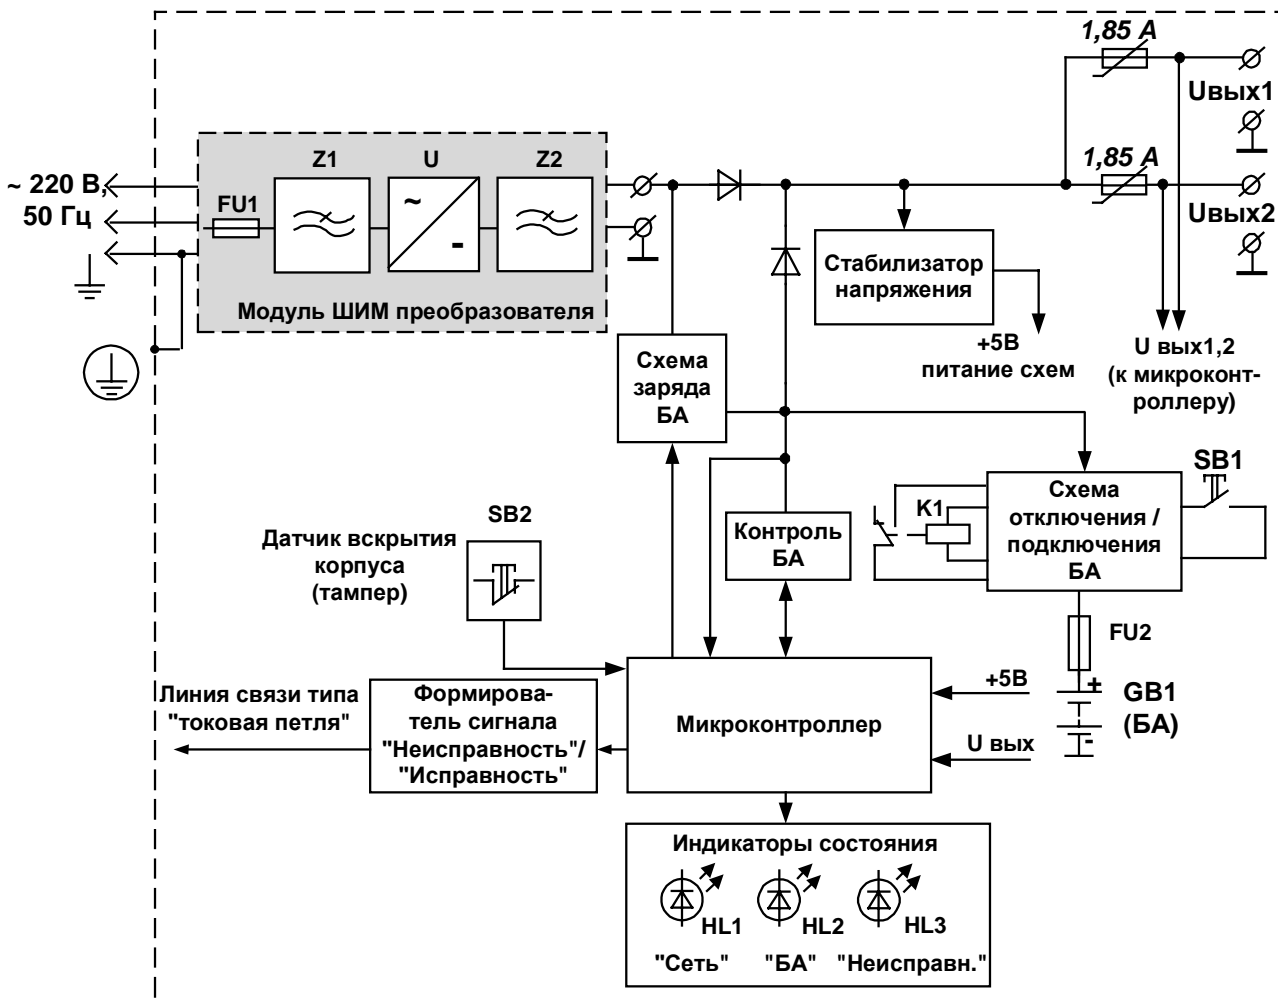 1,85 А
Uвых1
Z1
U
Z2
~ 220 В,
50 Гц
FU1
~
-
Модуль ШИМ преобразователя
1,85 А
Uвых2
Стабилизатор
напряжения
+5В
питание схем
U вых1,2
(к микроконт-
роллеру)
Схема
заряда
БА
SB1
K1
Схема
отключения /
подключения
БА
SB2
Датчик вскрытия
корпуса
(тампер)
Контроль
БА
FU2
+
GB1
(БА)
-
Линия связи типа
"токовая петля"
Формирова-
тель сигнала
"Неисправность"/
"Исправность"
Микроконтроллер
+5В
U вых
Индикаторы состояния
HL1
HL2
HL3
"Сеть"
"БА"
"Неисправн."